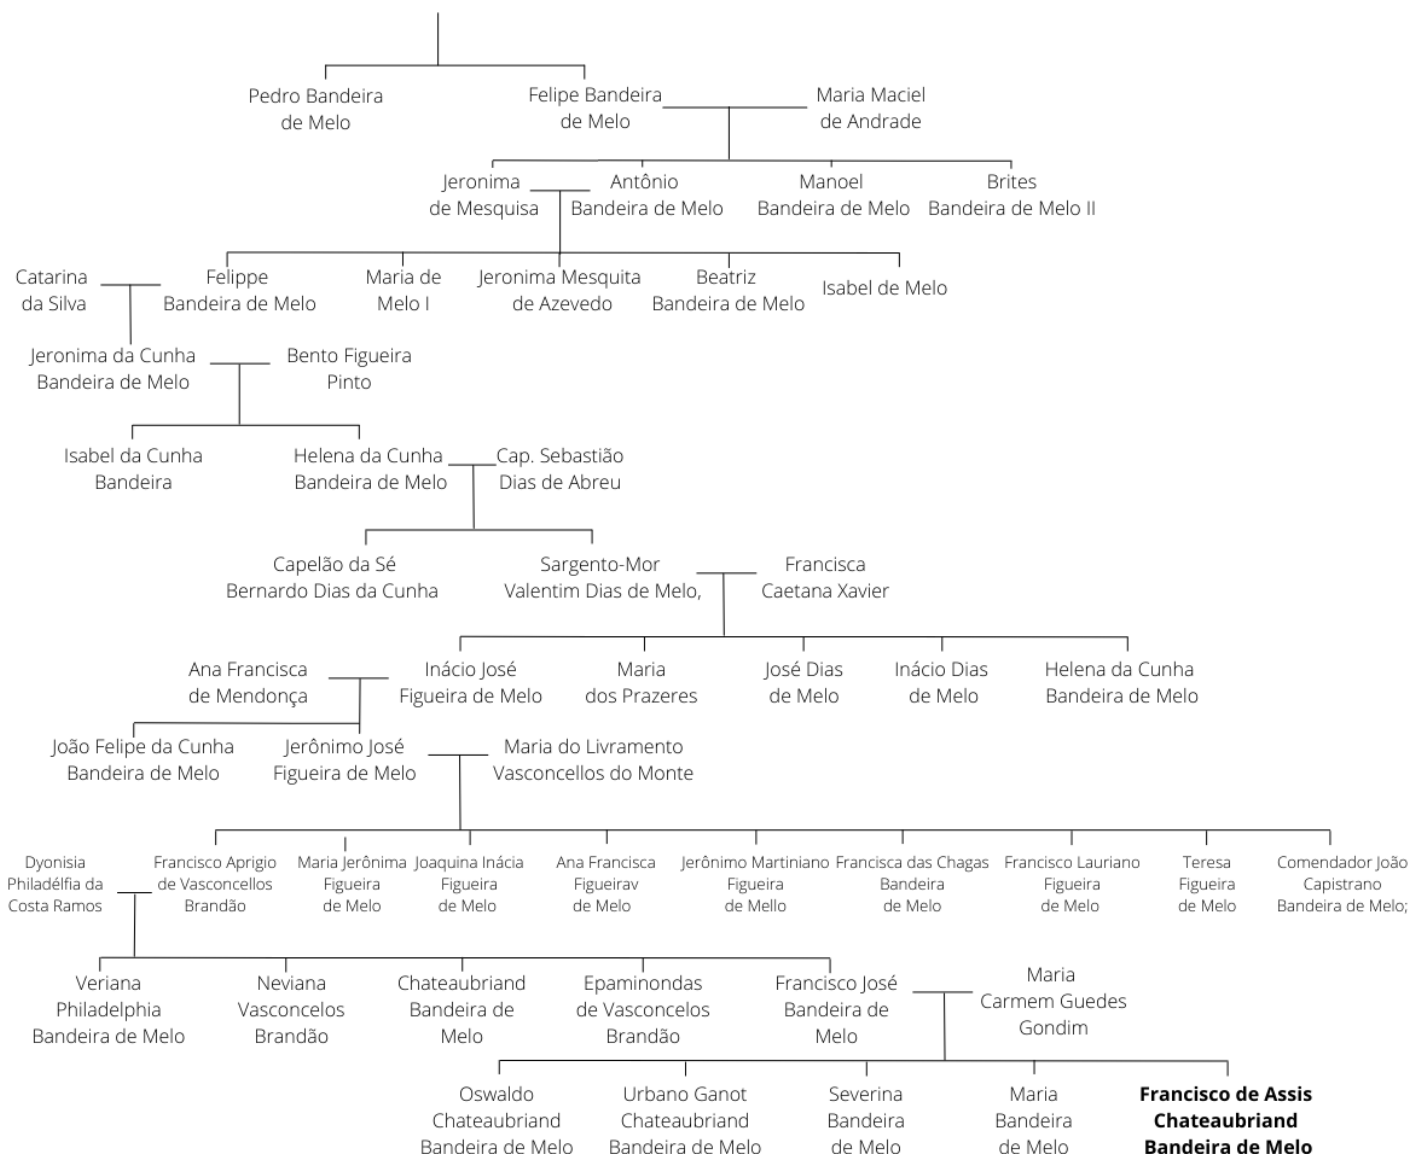 Pedro Bandeira
de Melo
Felipe Bandeira
de Melo
Maria Maciel
de Andrade
Jeronima
de Mesquisa
Antônio
Bandeira de Melo
Manoel
Bandeira de Melo
Brites
Bandeira de Melo II
Catarina
da Silva
Felippe
Bandeira de Melo
Maria de
Melo I
Jeronima Mesquita
de Azevedo
Beatriz
Bandeira de Melo
Isabel de Melo
Jeronima da Cunha
Bandeira de Melo
Bento Figueira
Pinto
Isabel da Cunha
Bandeira
Helena da Cunha
Bandeira de Melo
Cap. Sebastião
Dias de Abreu
Capelão da Sé
Bernardo Dias da Cunha
Sargento-Mor
Valentim Dias de Melo,
Francisca
Caetana Xavier
Ana Francisca
de Mendonça
Inácio José
Figueira de Melo
Maria
dos Prazeres
José Dias
de Melo
Inácio Dias
de Melo
Helena da Cunha
Bandeira de Melo
João Felipe da Cunha
Bandeira de Melo
Jerônimo José
Figueira de Melo
Maria do Livramento
Vasconcellos do Monte
Dyonisia
Philadélfia da
Costa Ramos
Francisco Aprigio
de Vasconcellos
Brandão
Maria Jerônima
Figueira
de Melo
Joaquina Inácia
Figueira
de Melo
Ana Francisca
Figueirav
de Melo
Jerônimo Martiniano
Figueira
de Mello
Francisca das Chagas
Bandeira
de Melo
Francisco Lauriano
Figueira
de Melo
Teresa
Figueira
de Melo
Comendador João
Capistrano
Bandeira de Melo;
Veriana
Philadelphia
Bandeira de Melo
Neviana
Vasconcelos
Brandão
Chateaubriand
Bandeira de
Melo
Epaminondas
de Vasconcelos
Brandão
Francisco José
Bandeira de
Melo
Maria
Carmem Guedes
Gondim
Oswaldo
Chateaubriand
Bandeira de Melo
Urbano Ganot
Chateaubriand
Bandeira de Melo
Severina
Bandeira
de Melo
Maria
Bandeira
de Melo
Francisco de Assis
Chateaubriand
Bandeira de Melo